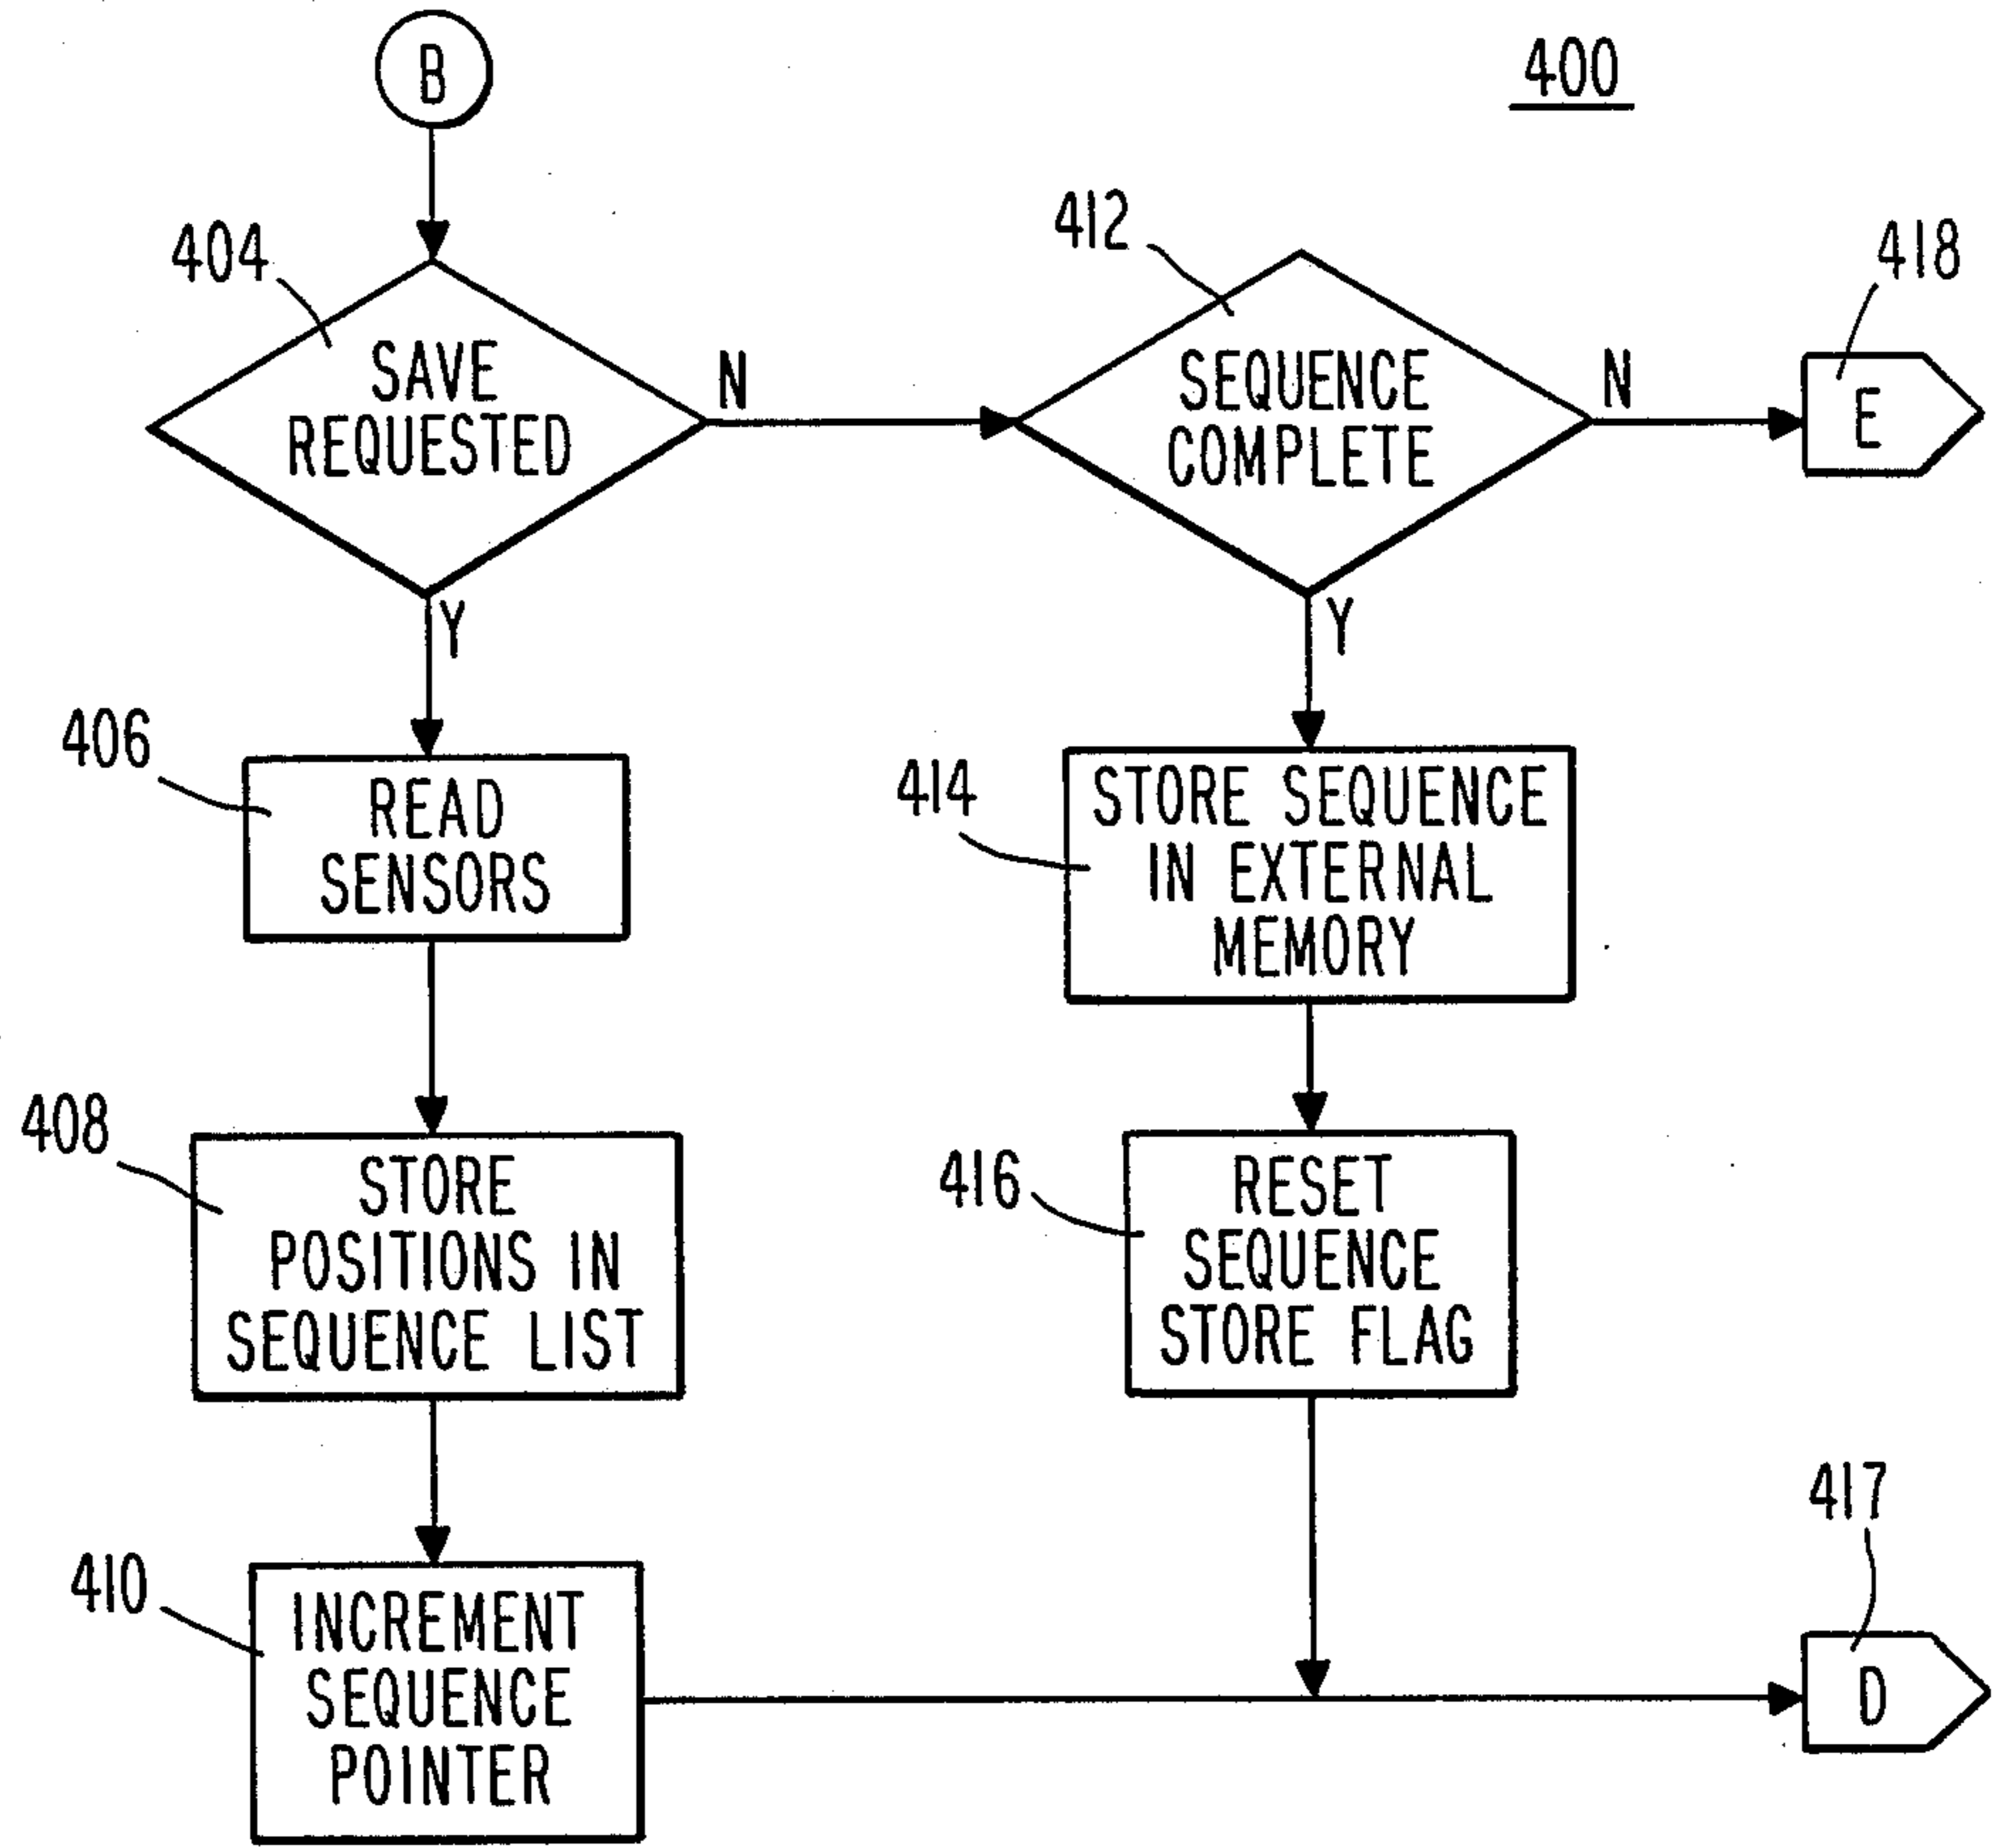 B
400
404
SAVE
REQUESTED
N
Y
412
SEQUENCE
COMPLETE
N
Y
418
E
406
READ
SENSORS
414
STORE SEQUENCE
IN EXTERNAL
MEMORY
408
STORE
POSITIONS IN
SEQUENCE LIST
416
RESET
SEQUENCE
STORE FLAG
410
INCREMENT
SEQUENCE
POINTER
417
D